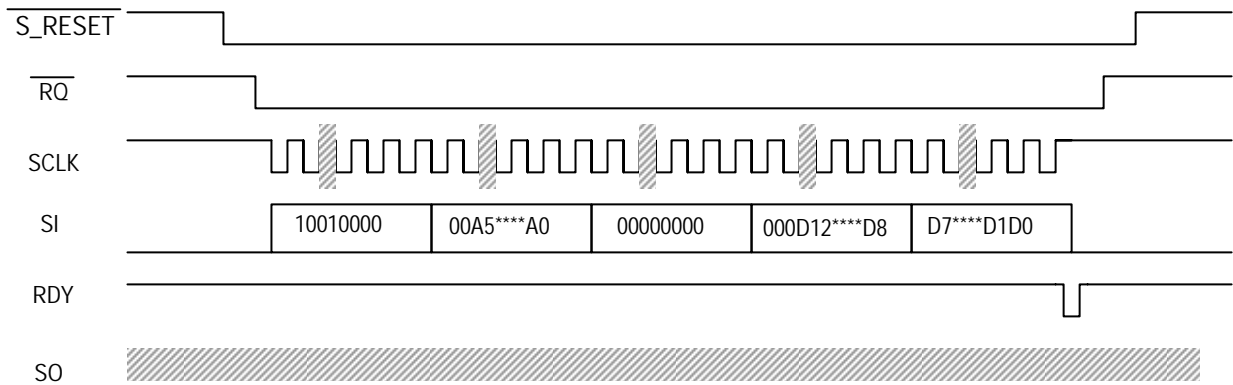 S_RESET
RQ
SCLK
SI 10010000 00A5****A0 00000000 000D12****D8 D7****D1D0
RDY
SO